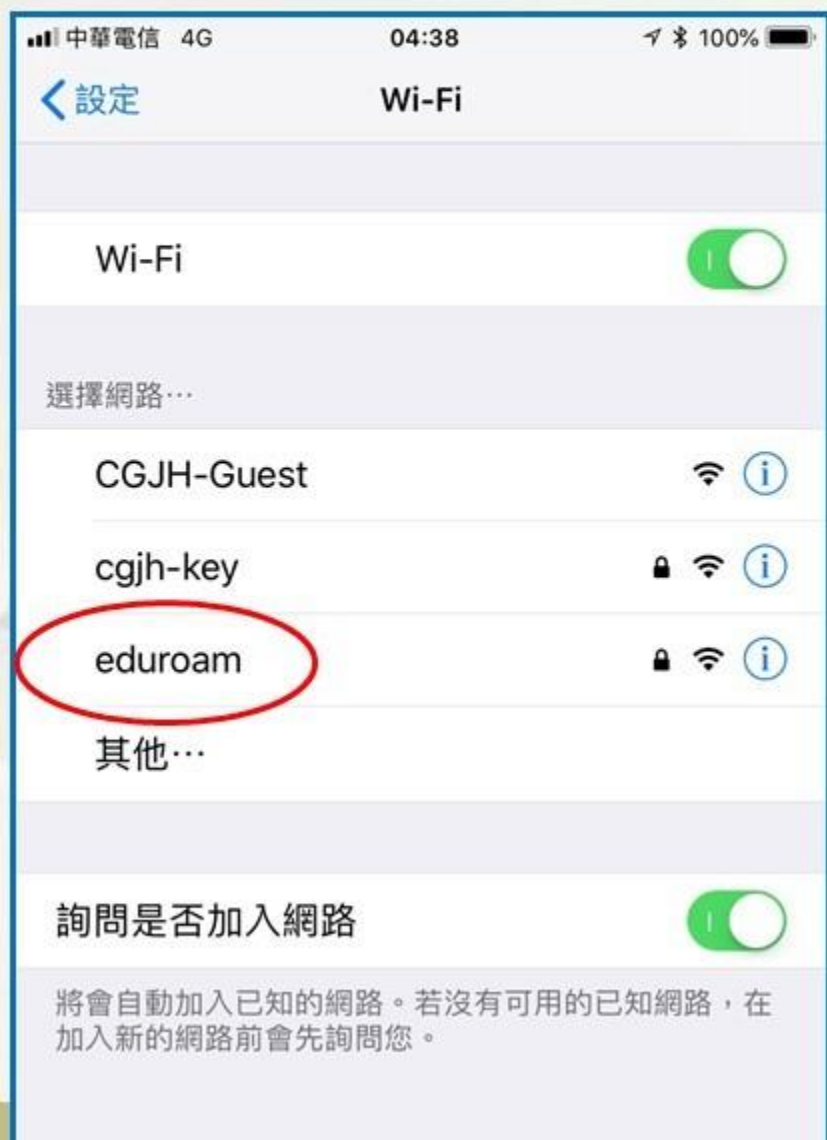 中華電信 4G 04:38 100%
設定 Wi-Fi
Wi-Fi
選擇網路…
CGJH-Guest
cgjh-key
eduroam
其他…
詢問是否加入網路
將會自動加入已知的網路。若沒有可用的已知網路，在
加入新的網路前會先詢問您。